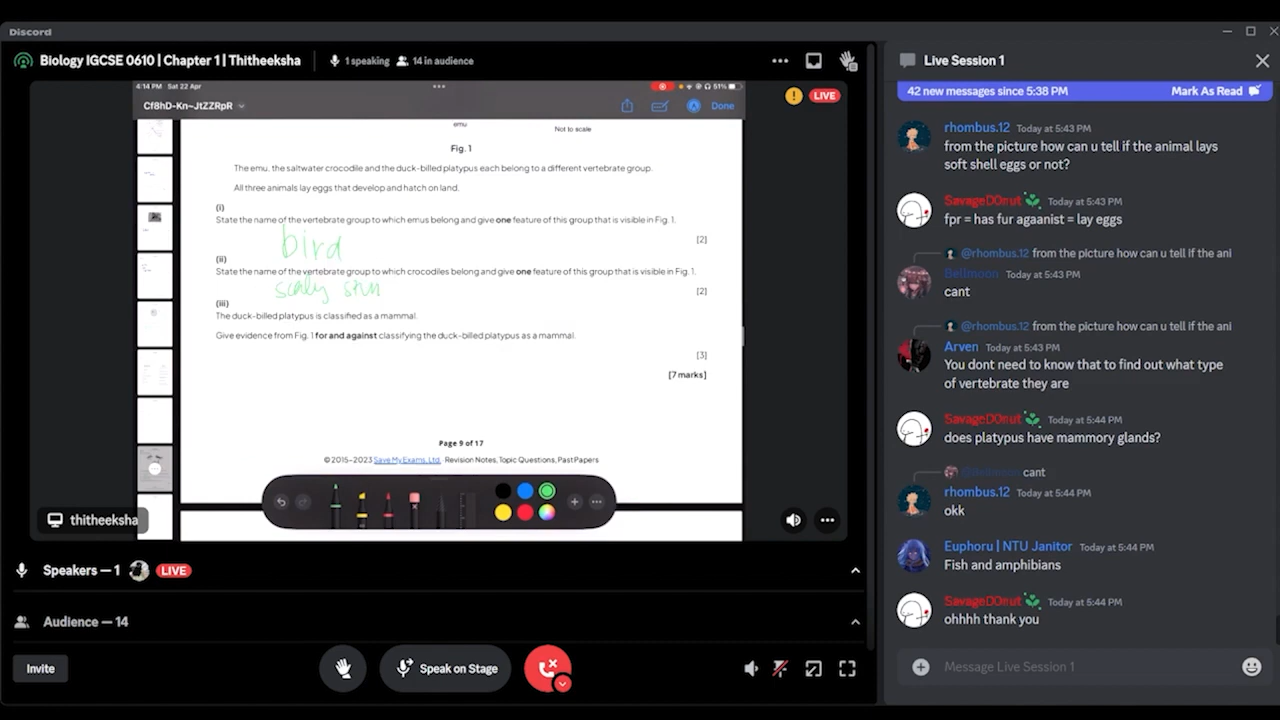 Discord
Biology IGCSE 0610 | Chapter 1 | Thitheeksha
1 speaking
14 in audience
4:14 PM Sat 22 Apr
51%
Cf8hD-Kn~JtZZRpR
Done
LIVE
emu
Not to scale
Fig. 1
The emu, the saltwater crocodile and the duck-billed platypus each belong to a different vertebrate group.
All three animals lay eggs that develop and hatch on land.
(i)
State the name of the vertebrate group to which emus belong and give one feature of this group that is visible in Fig. 1.
[2]
bird
(ii)
State the name of the vertebrate group to which crocodiles belong and give one feature of this group that is visible in Fig. 1.
[2]
scaly skin
(iii)
The duck-billed platypus is classified as a mammal.
Give evidence from Fig. 1 for and against classifying the duck-billed platypus as a mammal.
[3]
[7 marks]
Page 9 of 17
© 2015-2023 Save My Exams, Ltd. Revision Notes, Topic Questions, Past Papers
thitheeksha
Speakers — 1
LIVE
Audience — 14
Invite
Speak on Stage
Live Session 1
42 new messages since 5:38 PM
Mark As Read
rhombus.12 Today at 5:43 PM
from the picture how can u tell if the animal lays
soft shell eggs or not?
SavageD0nut Today at 5:43 PM
fpr = has fur agaanist = lay eggs
@rhombus.12 from the picture how can u tell if the ani
Bellmoon Today at 5:43 PM
cant
@rhombus.12 from the picture how can u tell if the ani
Arven Today at 5:43 PM
You dont need to know that to find out what type
of vertebrate they are
SavageD0nut Today at 5:44 PM
does platypus have mammory glands?
@Bellmoon cant
rhombus.12 Today at 5:44 PM
okk
Euphoru | NTU Janitor Today at 5:44 PM
Fish and amphibians
SavageD0nut Today at 5:44 PM
ohhhh thank you
Message Live Session 1